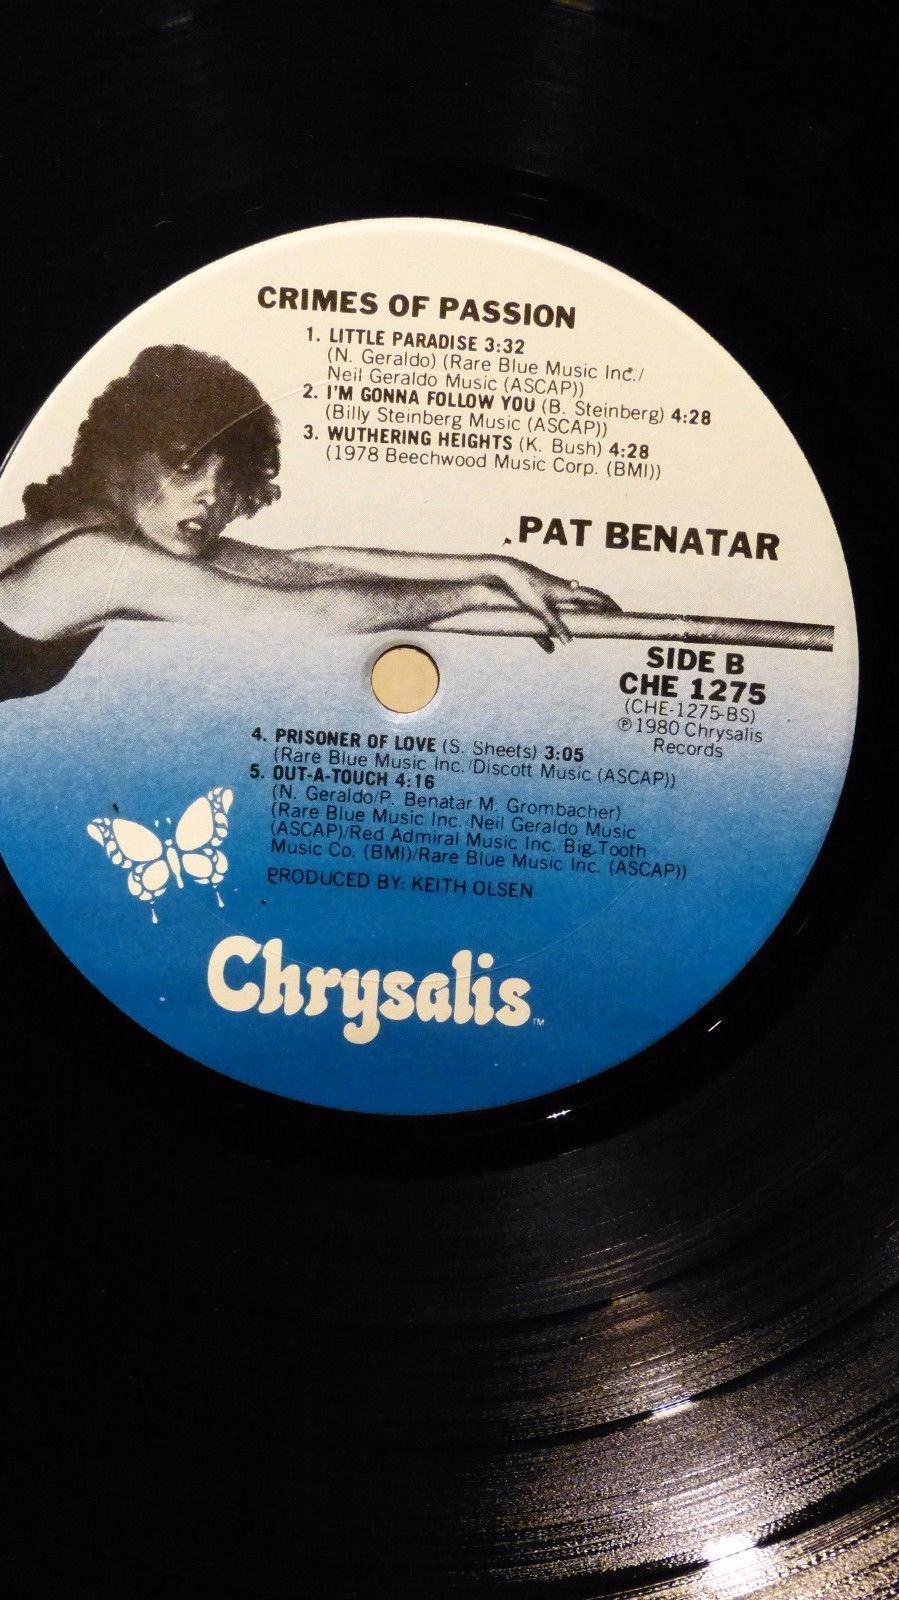 CRIMES OF PASSION
1. LITTLE PARADISE 3:32
(N. Geraldo) (Rare Blue Music Inc./
Neil Geraldo Music (ASCAP))
2. I'M GONNA FOLLOW YOU (B. Steinberg) 4:28
(Billy Steinberg Music (ASCAP))
3. WUTHERING HEIGHTS (K. Bush) 4:28
(1978 Beechwood Music Corp. (BMI))
PAT BENATAR
SIDE B
CHE 1275
(CHE-1275-BS)
℗1980 Chrysalis
Records
4. PRISONER OF LOVE (S. Sheets) 3:05
(Rare Blue Music Inc./Discott Music (ASCAP))
5. OUT-A-TOUCH 4:16
(N. Geraldo/P. Benatar M. Grombacher)
(Rare Blue Music Inc./Neil Geraldo Music
(ASCAP)/Red Admiral Music Inc. Big Tooth
Music Co. (BMI)/Rare Blue Music Inc. (ASCAP))
PRODUCED BY: KEITH OLSEN
Chrysalis™